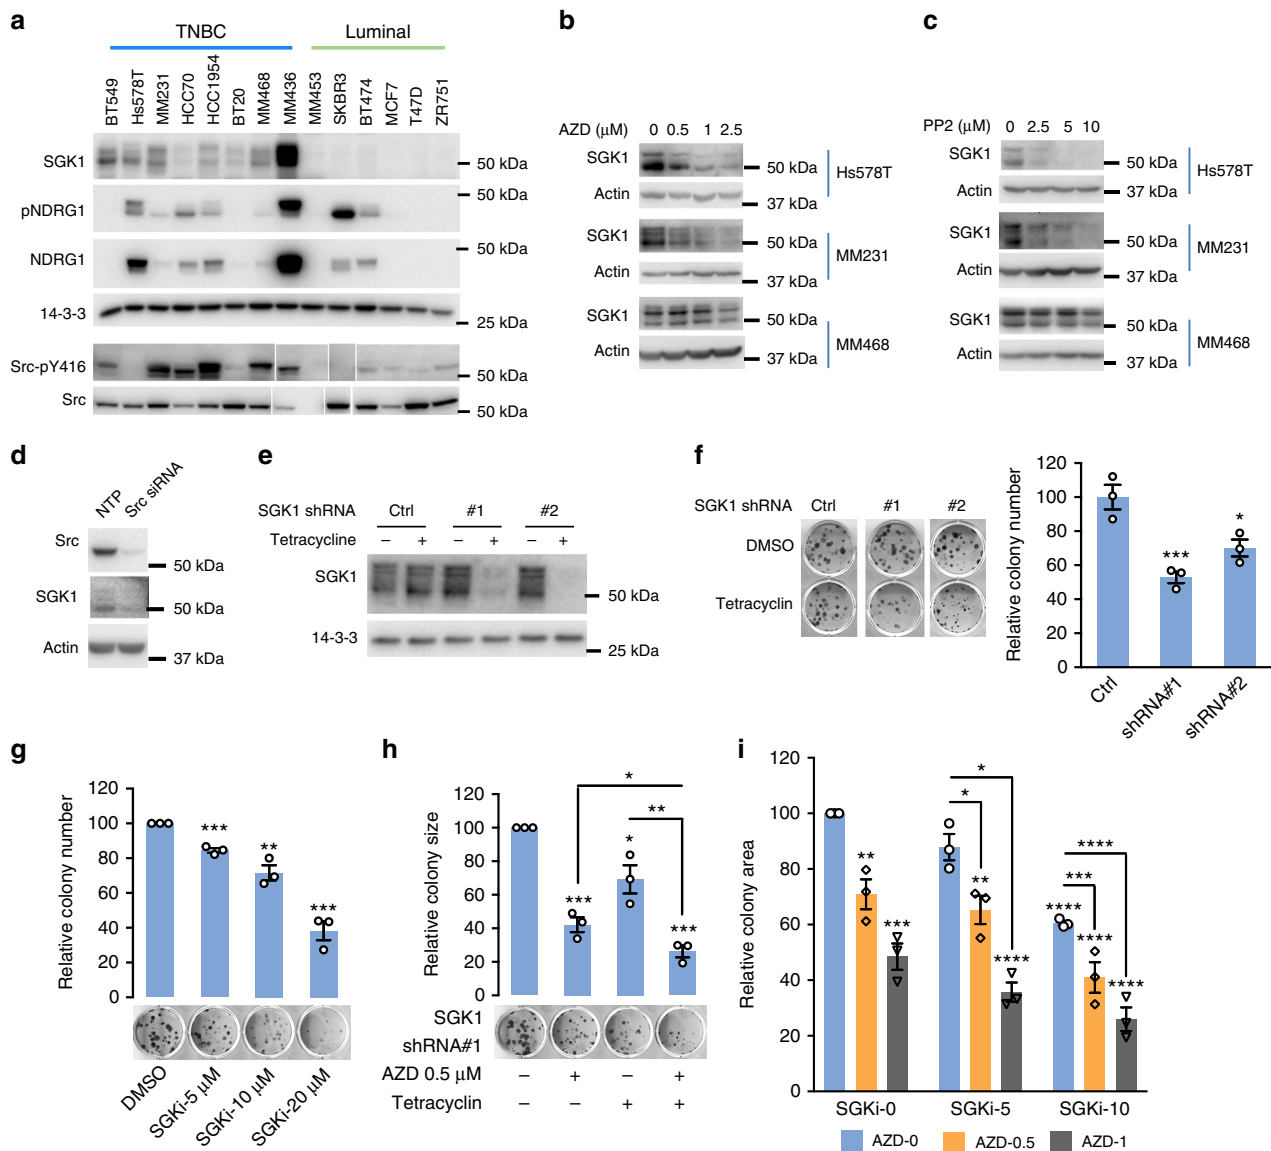 a
TNBC Luminal
BT549 Hs578T MM231 HCC70 HCC1954 BT20 MM468 MM436 MM453 SKBR3 BT474 MCF7 T47D ZR751
SGK1 50 kDa
pNDRG1 50 kDa
NDRG1 50 kDa
14-3-3 25 kDa
Src-pY416 50 kDa
Src 50 kDa
b
AZD (μM) 0 0.5 1 2.5
SGK1 50 kDa
Actin 37 kDa
Hs578T
SGK1 50 kDa
Actin 37 kDa
MM231
SGK1 50 kDa
Actin 37 kDa
MM468
c
PP2 (μM) 0 2.5 5 10
SGK1 50 kDa
Actin 37 kDa
Hs578T
SGK1 50 kDa
Actin 37 kDa
MM231
SGK1 50 kDa
Actin 37 kDa
MM468
d
NTP Src siRNA
Src 50 kDa
SGK1 50 kDa
Actin 37 kDa
e
SGK1 shRNA Ctrl #1 #2
Tetracycline – + – + – +
SGK1 50 kDa
14-3-3 25 kDa
f
SGK1 shRNA Ctrl #1 #2
DMSO
Tetracyclin
Relative colony number
120
100
80
60
40
20
0
*** *
Ctrl shRNA#1 shRNA#2
g
Relative colony number
120
100
80
60
40
20
0
*** ** ***
DMSO SGKi-5 μM SGKi-10 μM SGKi-20 μM
h
Relative colony size
120
100
80
60
40
20
0
*
**
*** * ***
SGK1
shRNA#1
AZD 0.5 μM – + – +
Tetracyclin – – + +
i
Relative colony area
120
100
80
60
40
20
0
** ***
*
*
** ****
****
***
**** **** ****
SGKi-0 SGKi-5 SGKi-10
AZD-0 AZD-0.5 AZD-1